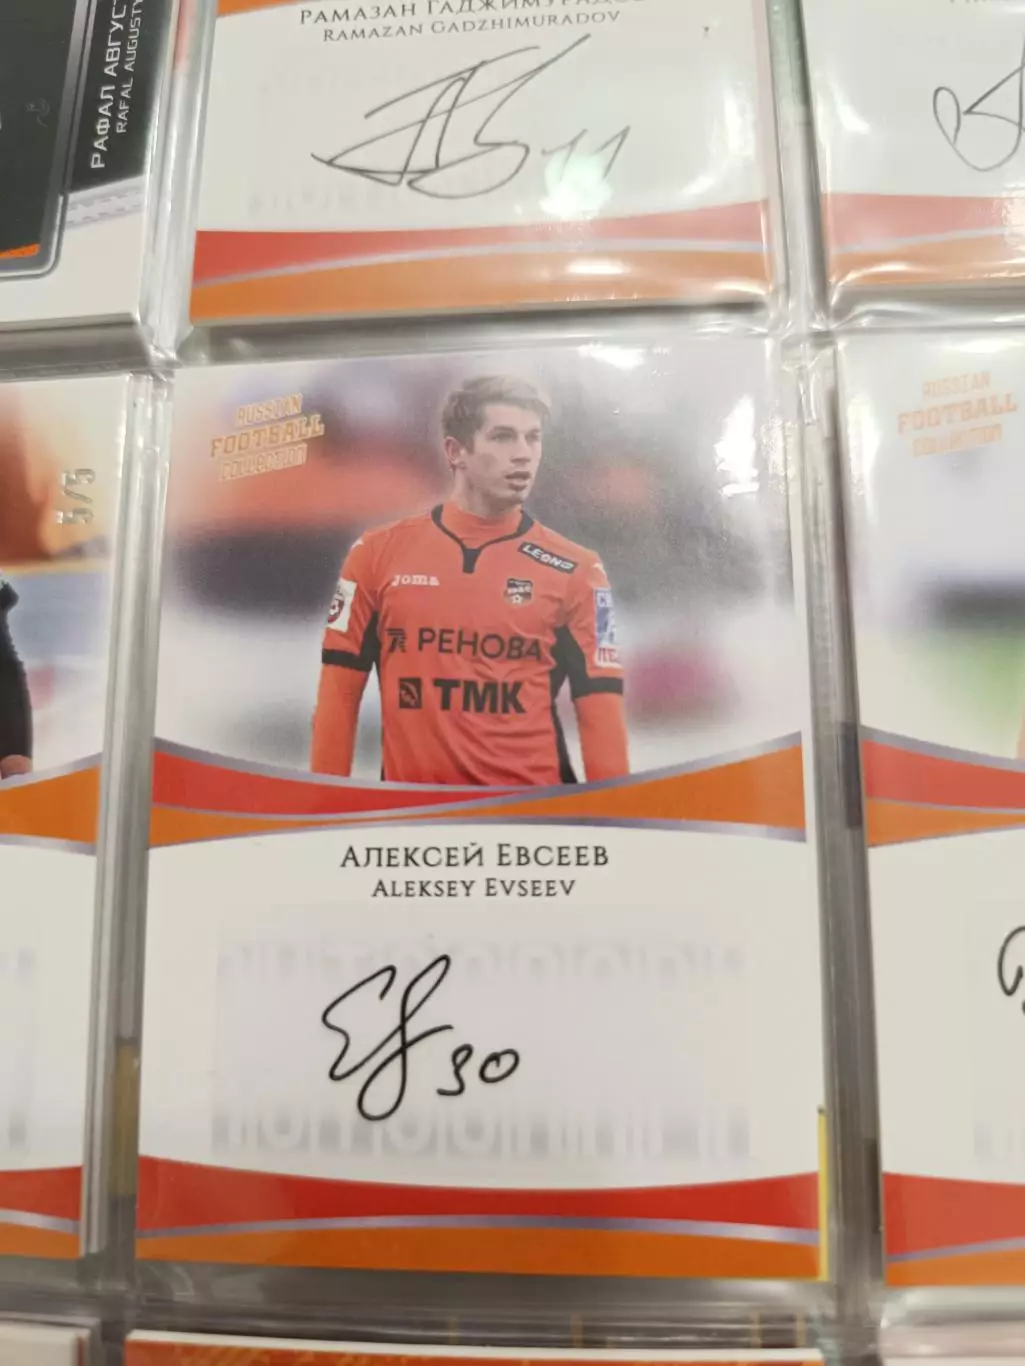 РАФАЛ АВГУСТ
RAFAL AUGUSTY
РАМАЗАН ГАДЖИМУРАДОВ
RAMAZAN GADZHIMURADOV
11
5/5
RUSSIAN
FOOTBALL
COLLECTION
LEON
joma
РЕНОВА
ТМК
АЛЕКСЕЙ ЕВСЕЕВ
ALEKSEY EVSEEV
30
RUSSIAN
FOOTBALL
COLLECTION